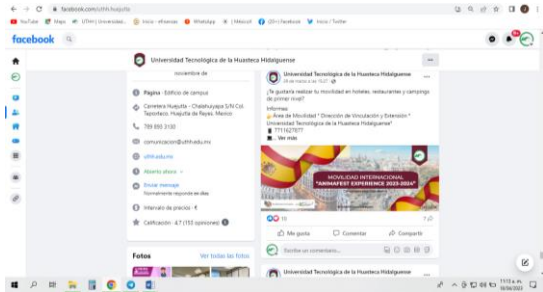 facebook.com/uthh.huejutla
YouTube
Maps
WhatsApp
Inicio / Twitter
facebook
Universidad Tecnológica de la Huasteca Hidalguense
noviembre de
Página · Edificio de campus
Carretera Huejutla - Chalahuiyapa S/N Col.
Tepoxteco, Huejutla de Reyes, Mexico
789 895 3130
comunicacion@uthh.edu.mx
uthh.edu.mx
Abierto ahora
Enviar mensaje
Normalmente responde en días
Intervalo de precios · €
Calificación · 4,7 (153 opiniones)
Fotos
Ver todas las fotos
Universidad Tecnológica de la Huasteca Hidalguense
¿Te gustaría realizar tu movilidad en hoteles, restaurantes y campings
de primer nivel?
Informes:
Área de Movilidad * Dirección de Vinculación y Extensión *
Universidad Tecnológica de la Huasteca Hidalguense*
7711627877
... Ver más
MOVILIDAD INTERNACIONAL
"ANIMAFEST EXPERIENCE 2023-2024"
10
7
Me gusta
Comentar
Compartir
Escribe un comentario...
Universidad Tecnológica de la Huasteca Hidalguense